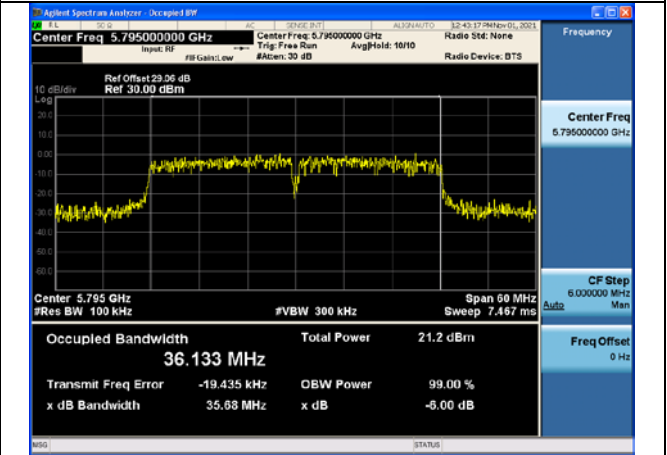 Agilent Spectrum Analyzer - Occupied BW
RL 50 Ω AC SENSE:INT ALIGNAUTO 12:43:17 PM Nov 01, 2021
Center Freq 5.795000000 GHz
Center Freq: 5.795000000 GHz
Radio Std: None
Frequency
Input: RF
Trig: Free Run Avg|Hold: 10/10
#IFGain:Low
#Atten: 30 dB
Radio Device: BTS
Ref Offset 29.06 dB
10 dB/div Ref 30.00 dBm
Log
20.0
10.0
0.00
-10.0
-20.0
-30.0
-40.0
-50.0
-60.0
Center Freq
5.795000000 GHz
Center 5.795 GHz
Span 60 MHz
#Res BW 100 kHz
#VBW 300 kHz
Sweep 7.467 ms
CF Step
6.000000 MHz
Auto Man
Occupied Bandwidth
Total Power 21.2 dBm
36.133 MHz
Freq Offset
0 Hz
Transmit Freq Error -19.435 kHz
OBW Power 99.00 %
x dB Bandwidth 35.68 MHz
x dB -6.00 dB
MSG
STATUS